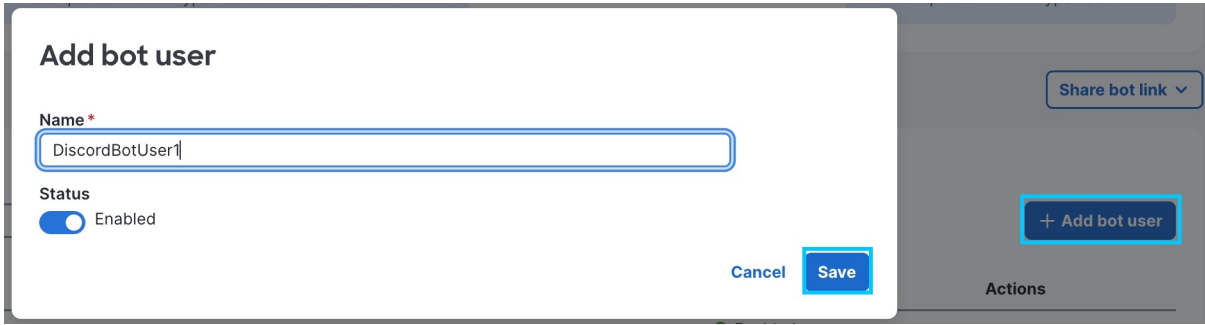 Add bot user
Name *
DiscordBotUser1
Status
Enabled
Cancel
Save
Share bot link
+ Add bot user
Actions